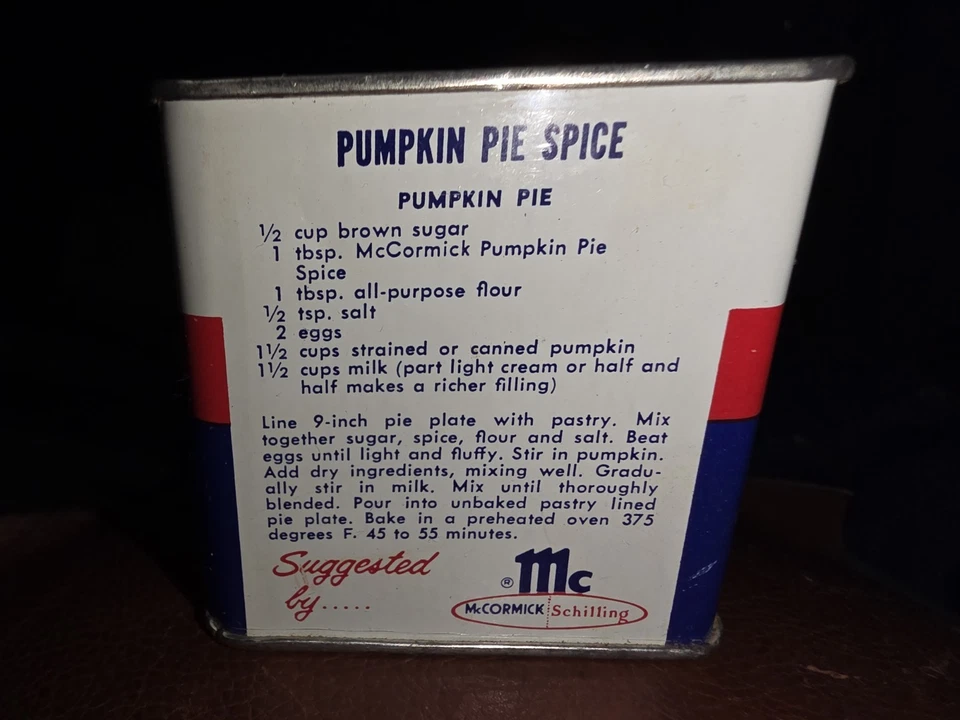 PUMPKIN PIE SPICE
PUMPKIN PIE
½ cup brown sugar
1 tbsp. McCormick Pumpkin Pie
Spice
1 tbsp. all-purpose flour
½ tsp. salt
2 eggs
1½ cups strained or canned pumpkin
1½ cups milk (part light cream or half and
half makes a richer filling)
Line 9-inch pie plate with pastry. Mix
together sugar, spice, flour and salt. Beat
eggs until light and fluffy. Stir in pumpkin.
Add dry ingredients, mixing well. Gradu-
ally stir in milk. Mix until thoroughly
blended. Pour into unbaked pastry lined
pie plate. Bake in a preheated oven 375
degrees F. 45 to 55 minutes.
Suggested
by.....
® Mc
McCORMICK Schilling